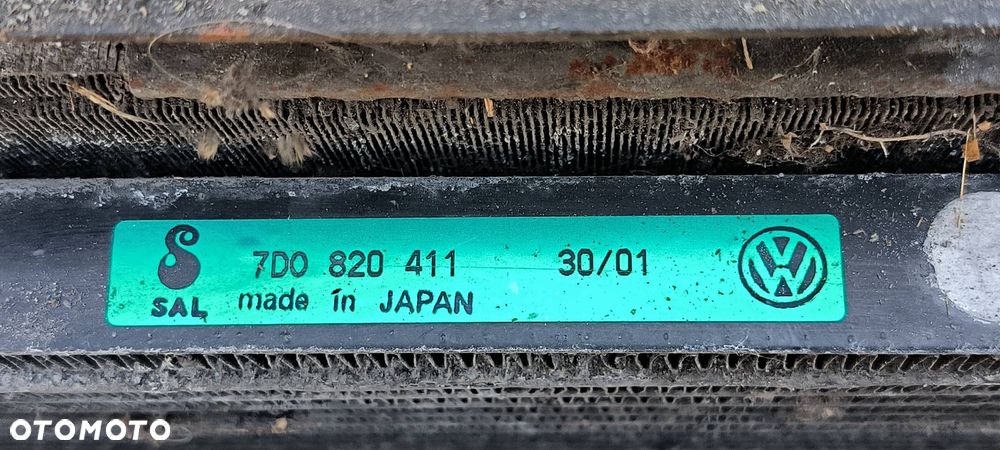 7D0 820 411 30/01
SAL made in JAPAN
OTOMOTO